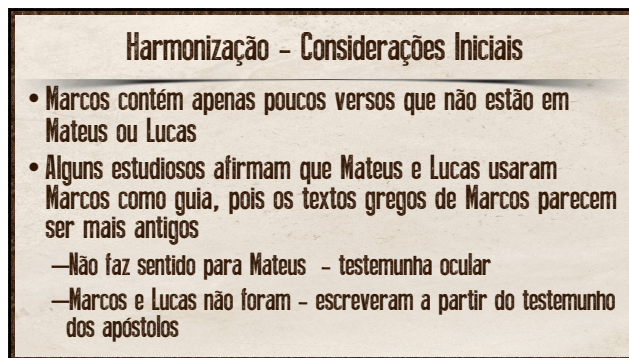 Harmonização – Considerações Iniciais
• Marcos contém apenas poucos versos que não estão em
Mateus ou Lucas
• Alguns estudiosos afirmam que Mateus e Lucas usaram
Marcos como guia, pois os textos gregos de Marcos parecem
ser mais antigos
—Não faz sentido para Mateus – testemunha ocular
—Marcos e Lucas não foram – escreveram a partir do testemunho
dos apóstolos